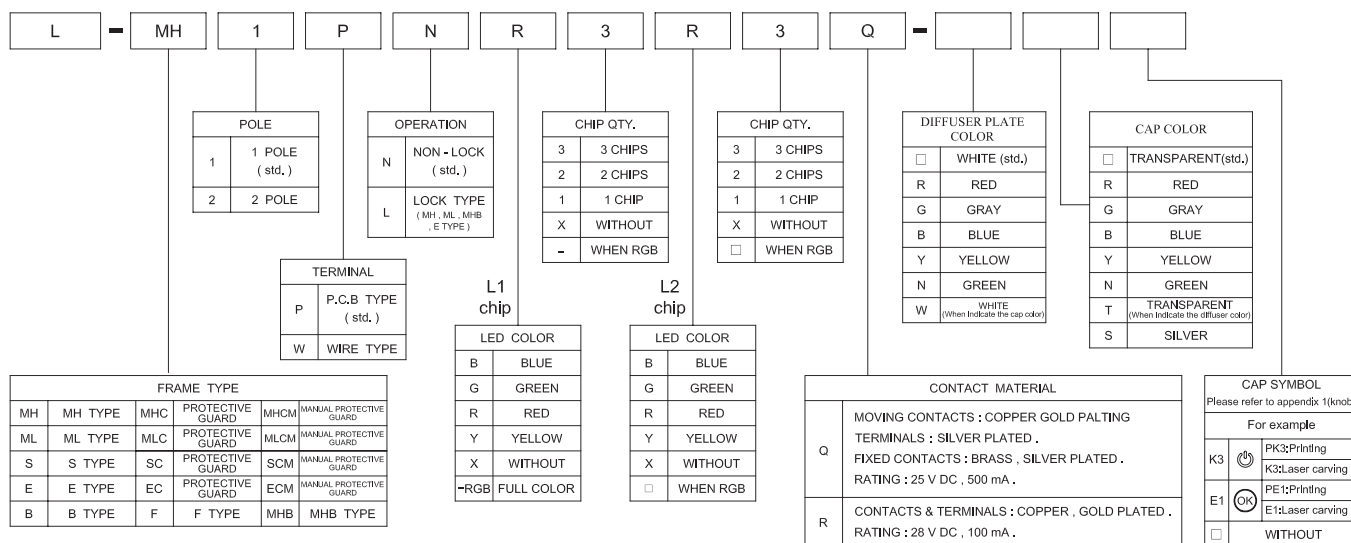 L - MH 1 P N R 3 R 3 Q -
POLE
1 1 POLE ( std. )
2 2 POLE
OPERATION
N NON - LOCK ( std. )
L LOCK TYPE ( MH , ML , MHB , E TYPE )
CHIP QTY.
3 3 CHIPS
2 2 CHIPS
1 1 CHIP
X WITHOUT
- WHEN RGB
CHIP QTY.
3 3 CHIPS
2 2 CHIPS
1 1 CHIP
X WITHOUT
□ WHEN RGB
DIFFUSER PLATE
COLOR
□ WHITE (std.)
R RED
G GRAY
B BLUE
Y YELLOW
N GREEN
W WHITE
(When Indicate the cap color)
CAP COLOR
□ TRANSPARENT(std.)
R RED
G GRAY
B BLUE
Y YELLOW
N GREEN
T TRANSPARENT
(When Indicate the diffuser color)
S SILVER
TERMINAL
P P.C.B TYPE ( std. )
W WIRE TYPE
L1
chip
LED COLOR
B BLUE
G GREEN
R RED
Y YELLOW
X WITHOUT
-RGB FULL COLOR
L2
chip
LED COLOR
B BLUE
G GREEN
R RED
Y YELLOW
X WITHOUT
□ WHEN RGB
FRAME TYPE
MH MH TYPE MHC PROTECTIVE GUARD MHCM MANUAL PROTECTIVE GUARD
ML ML TYPE MLC PROTECTIVE GUARD MLCM MANUAL PROTECTIVE GUARD
S S TYPE SC PROTECTIVE GUARD SCM MANUAL PROTECTIVE GUARD
E E TYPE EC PROTECTIVE GUARD ECM MANUAL PROTECTIVE GUARD
B B TYPE F F TYPE MHB MHB TYPE
CONTACT MATERIAL
Q MOVING CONTACTS : COPPER GOLD PALTING
TERMINALS : SILVER PLATED .
FIXED CONTACTS : BRASS , SILVER PLATED .
RATING : 25 V DC , 500 mA .
R CONTACTS & TERMINALS : COPPER , GOLD PLATED .
RATING : 28 V DC , 100 mA .
CAP SYMBOL
Please refer to appendix 1(knob
For example
K3 PK3:Printing
K3:Laser carving
E1 OK PE1:Printing
E1:Laser carving
□ WITHOUT